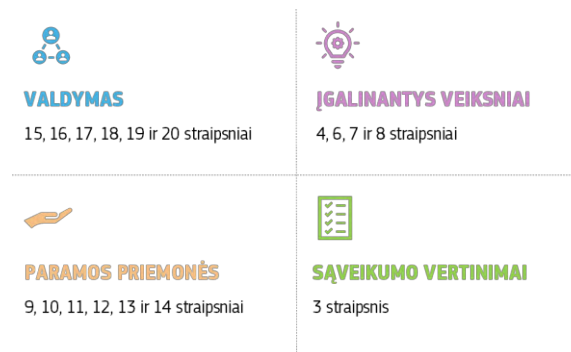 VALDYMAS
15, 16, 17, 18, 19 ir 20 straipsniai
ĮGALINANTYS VEIKSNIAI
4, 6, 7 ir 8 straipsniai
PARAMOS PRIEMONĖS
9, 10, 11, 12, 13 ir 14 straipsniai
SĄVEIKUMO VERTINIMAI
3 straipsnis